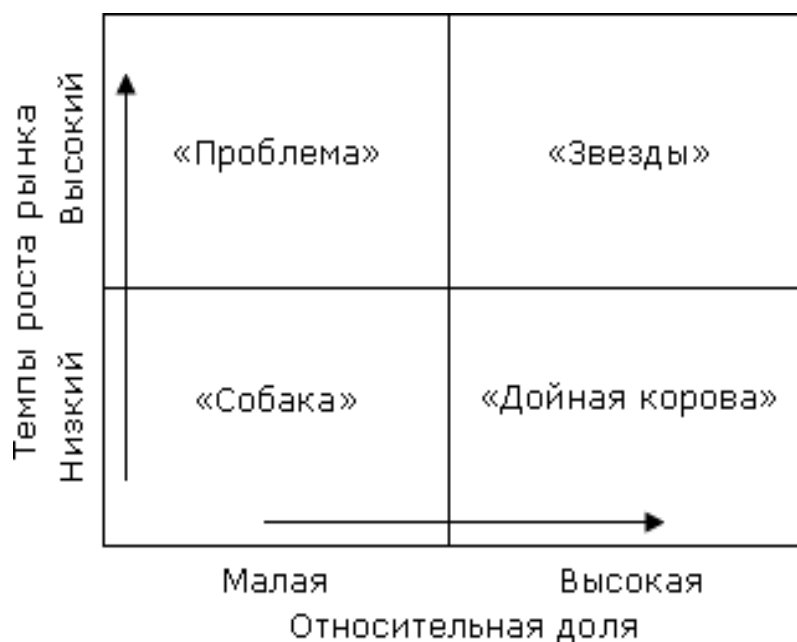 Темпы роста рынка
Высокий
Низкий
«Проблема»
«Звезды»
«Собака»
«Дойная корова»
Малая
Высокая
Относительная доля